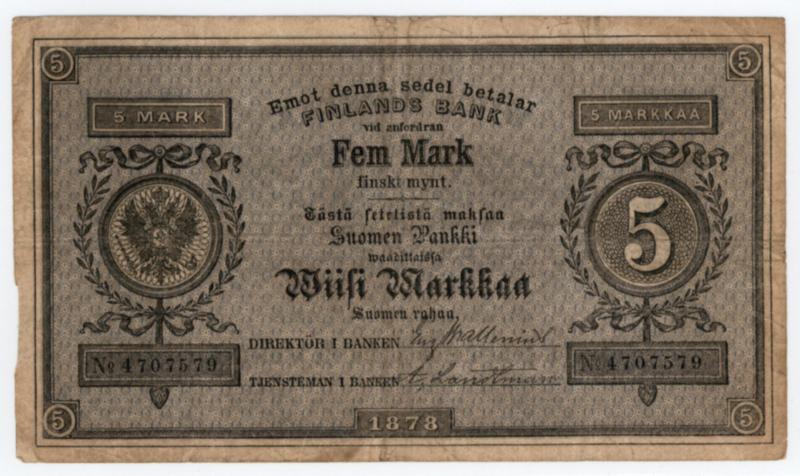 5
5
5 MARK
5 MARKKAA
Emot denna sedel betalar
FINLANDS BANK
vid anfordran
Fem Mark
finskt mynt.
Tästä setelistä maksaa
Suomen Pankki
waadittaissa
Wiisi Markkaa
Suomen rahaa,
5
DIREKTÖR I BANKEN
TJENSTEMAN I BANKEN A. Landtman
No 4707579
No 4707579
5
1878
5